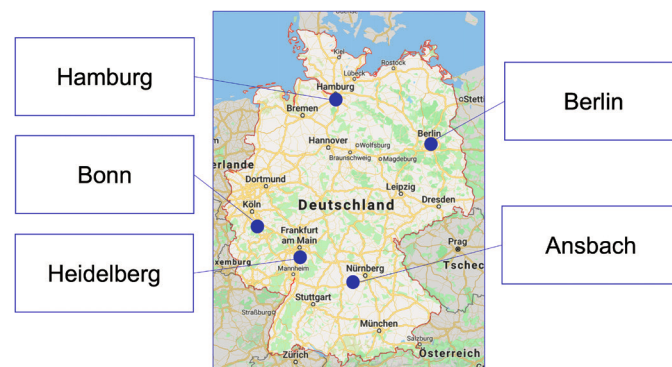 Hamburg
Bonn
Heidelberg
Berlin
Ansbach
Kiel
Rostock
Lübeck
Hamburg
Bremen
Stett
Berlin
Hannover
Wolfsburg
Braunschweig
Magdeburg
erlande
Dortmund
Leipzig
Köln
Deutschland
Dresden
Frankfurt
am Main
Prag
xemburg
Mannheim
Nürnberg
Tschec
Stuttgart
Straßburg
München
Salzburg
Österreich
Zürich